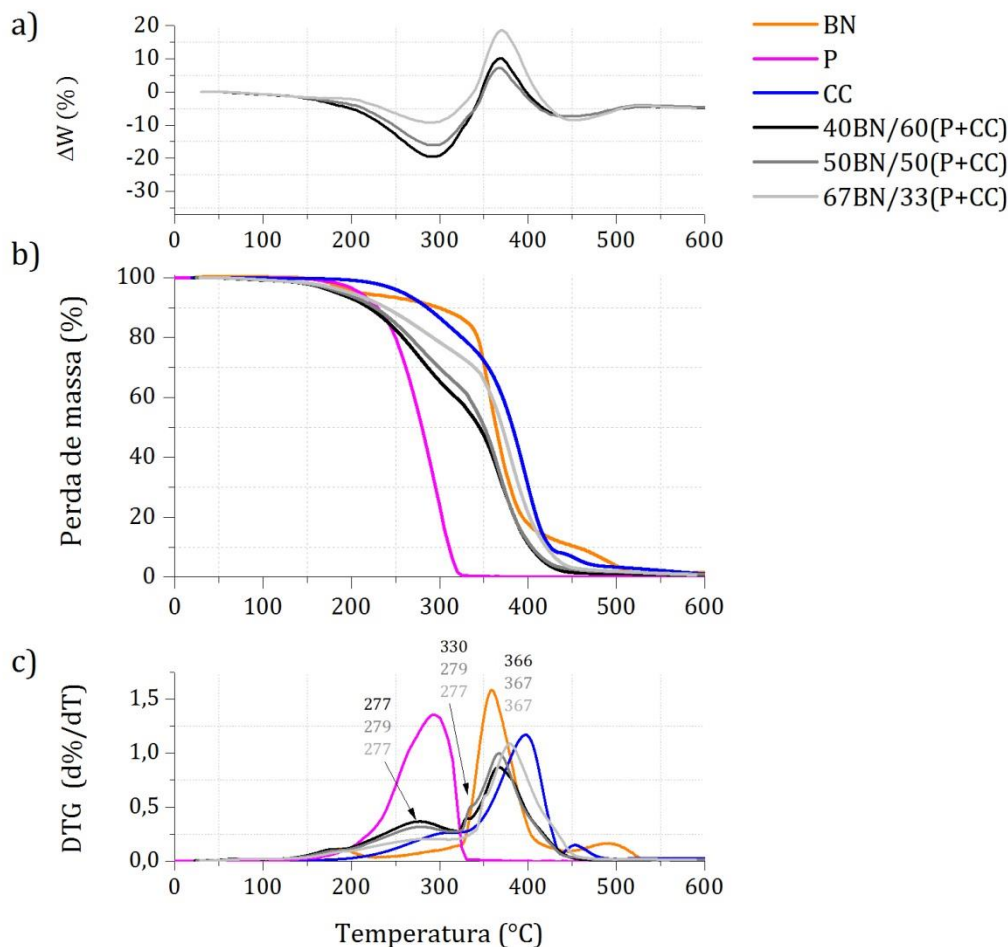 a)
20
10
0
-10
-20
-30
ΔW (% )
0 100 200 300 400 500 600
BN
P
CC
40BN/60(P+CC)
50BN/50(P+CC)
67BN/33(P+CC)
b)
100
80
60
40
20
0
Perda de massa (%)
0 100 200 300 400 500 600
c)
330
279
277
366
367
367
277
279
277
1,5
1,0
0,5
0,0
DTG (d%/dT)
0 100 200 300 400 500 600
Temperatura (°C)